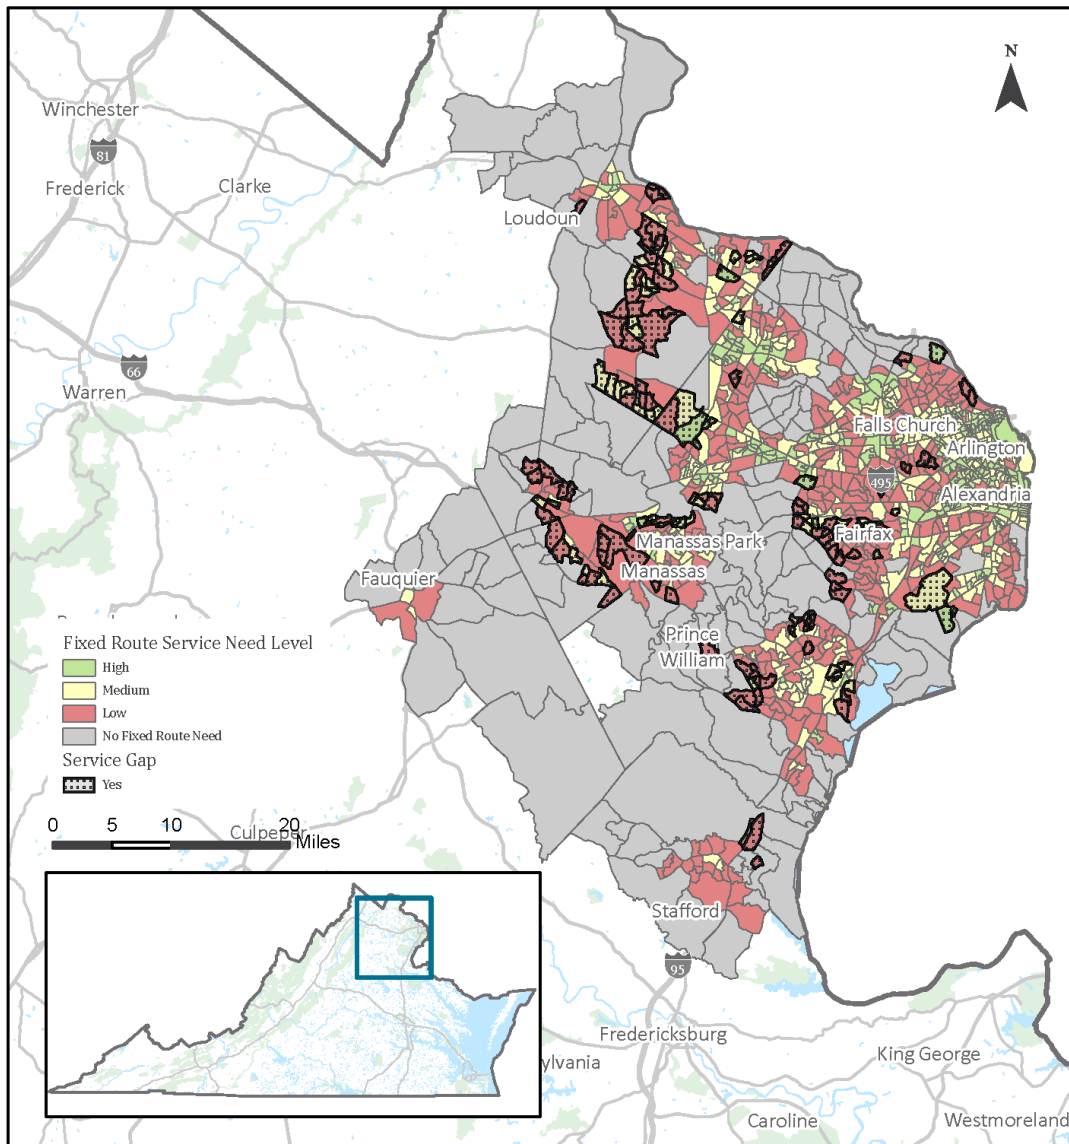 N
Winchester
81
Frederick
Clarke
Loudoun
66
Warren
Falls Church
Arlington
495
Alexandria
Fairfax
Manassas Park
Manassas
Fauquier
Prince
William
Fixed Route Service Need Level
High
Medium
Low
No Fixed Route Need
Service Gap
Yes
0 5 10 20
Miles
Culpeper
Stafford
95
Fredericksburg
ylvania
King George
Caroline
Westmoreland